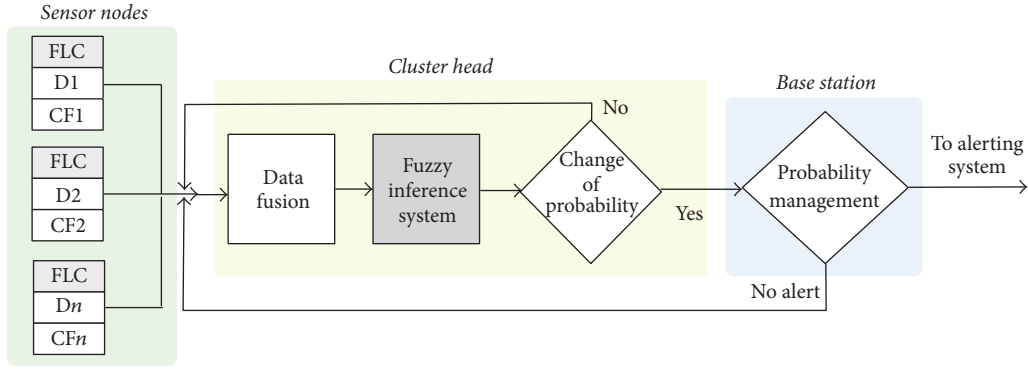 Sensor nodes
FLC
D1
CF1
FLC
D2
CF2
FLC
Dn
CFn
Cluster head
No
Data
fusion
Fuzzy
inference
system
Change
of
probability
Yes
Base station
Probability
management
No alert
To alerting
system